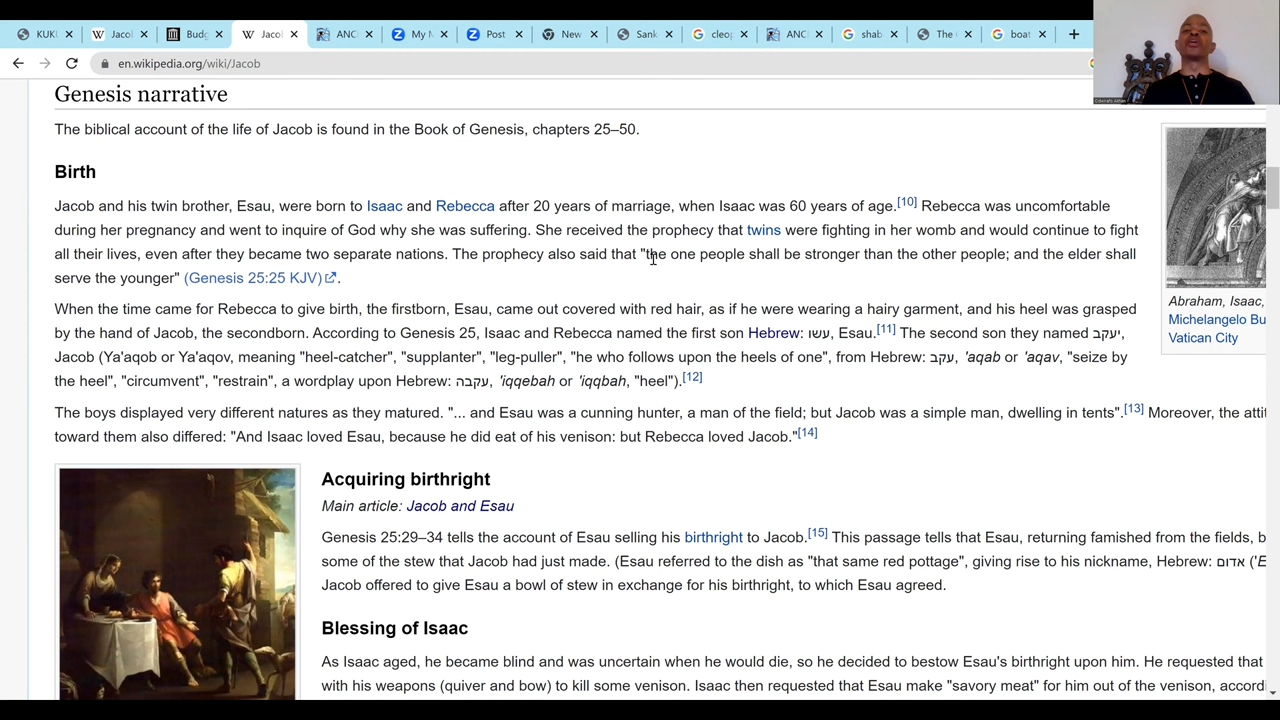 KUKU
Jacol
Budg
Jacol
ANCI
My N
Post
New
Sank
cleop
ANCI
shab
The
boat
en.wikipedia.org/wiki/Jacob
Genesis narrative
The biblical account of the life of Jacob is found in the Book of Genesis, chapters 25–50.
Birth
Jacob and his twin brother, Esau, were born to Isaac and Rebecca after 20 years of marriage, when Isaac was 60 years of age.[10] Rebecca was uncomfortable
during her pregnancy and went to inquire of God why she was suffering. She received the prophecy that twins were fighting in her womb and would continue to fight
all their lives, even after they became two separate nations. The prophecy also said that "the one people shall be stronger than the other people; and the elder shall
serve the younger" (Genesis 25:25 KJV).
When the time came for Rebecca to give birth, the firstborn, Esau, came out covered with red hair, as if he were wearing a hairy garment, and his heel was grasped
by the hand of Jacob, the secondborn. According to Genesis 25, Isaac and Rebecca named the first son Hebrew: עשו, Esau.[11] The second son they named יעקב,
Jacob (Ya'aqob or Ya'aqov, meaning "heel-catcher", "supplanter", "leg-puller", "he who follows upon the heels of one", from Hebrew: עקב, 'aqab or 'aqav, "seize by
the heel", "circumvent", "restrain", a wordplay upon Hebrew: עקבה, 'iqqebah or 'iqqbah, "heel").[12]
Abraham, Isaac,
Michelangelo Bu
Vatican City
The boys displayed very different natures as they matured. "... and Esau was a cunning hunter, a man of the field; but Jacob was a simple man, dwelling in tents".[13] Moreover, the atti
toward them also differed: "And Isaac loved Esau, because he did eat of his venison: but Rebecca loved Jacob."[14]
Acquiring birthright
Main article: Jacob and Esau
Genesis 25:29–34 tells the account of Esau selling his birthright to Jacob.[15] This passage tells that Esau, returning famished from the fields, b
some of the stew that Jacob had just made. (Esau referred to the dish as "that same red pottage", giving rise to his nickname, Hebrew: אדום ('E
Jacob offered to give Esau a bowl of stew in exchange for his birthright, to which Esau agreed.
Blessing of Isaac
As Isaac aged, he became blind and was uncertain when he would die, so he decided to bestow Esau's birthright upon him. He requested that
with his weapons (quiver and bow) to kill some venison. Isaac then requested that Esau make "savory meat" for him out of the venison, accord